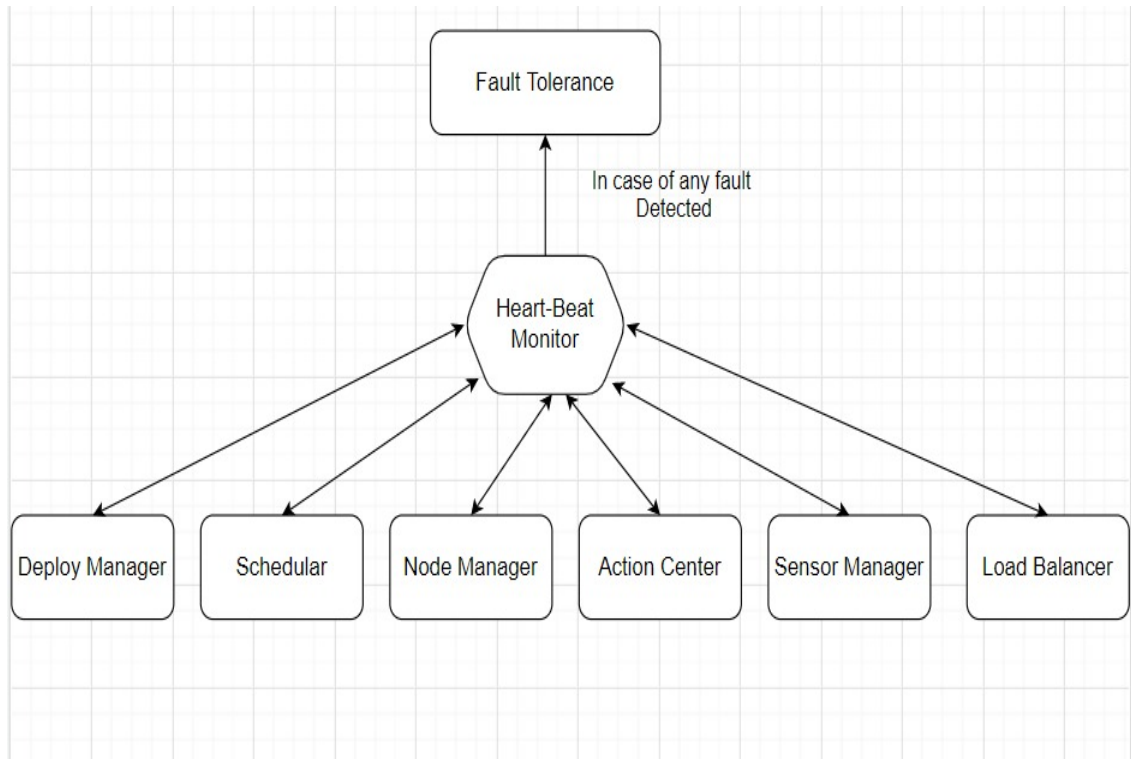 Fault Tolerance
In case of any fault
Detected
Heart-Beat
Monitor
Deploy Manager
Schedular
Node Manager
Action Center
Sensor Manager
Load Balancer